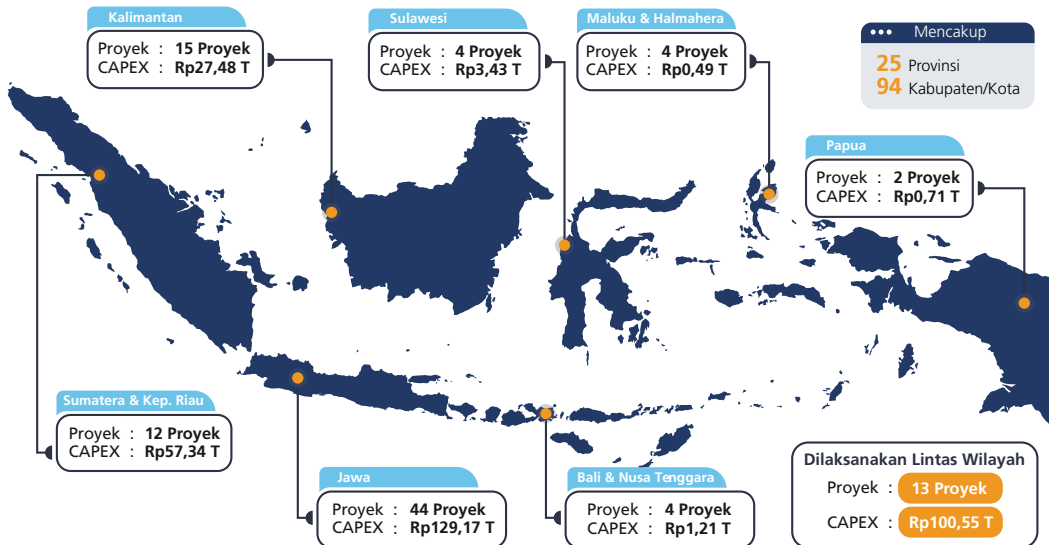 Kalimantan
Proyek : 15 Proyek
CAPEX : Rp27,48 T
Sulawesi
Proyek : 4 Proyek
CAPEX : Rp3,43 T
Maluku & Halmahera
Proyek : 4 Proyek
CAPEX : Rp0,49 T
Mencakup
25 Provinsi
94 Kabupaten/Kota
Papua
Proyek : 2 Proyek
CAPEX : Rp0,71 T
Sumatera & Kep. Riau
Proyek : 12 Proyek
CAPEX : Rp57,34 T
Jawa
Proyek : 44 Proyek
CAPEX : Rp129,17 T
Bali & Nusa Tenggara
Proyek : 4 Proyek
CAPEX : Rp1,21 T
Dilaksanakan Lintas Wilayah
Proyek : 13 Proyek
CAPEX : Rp100,55 T